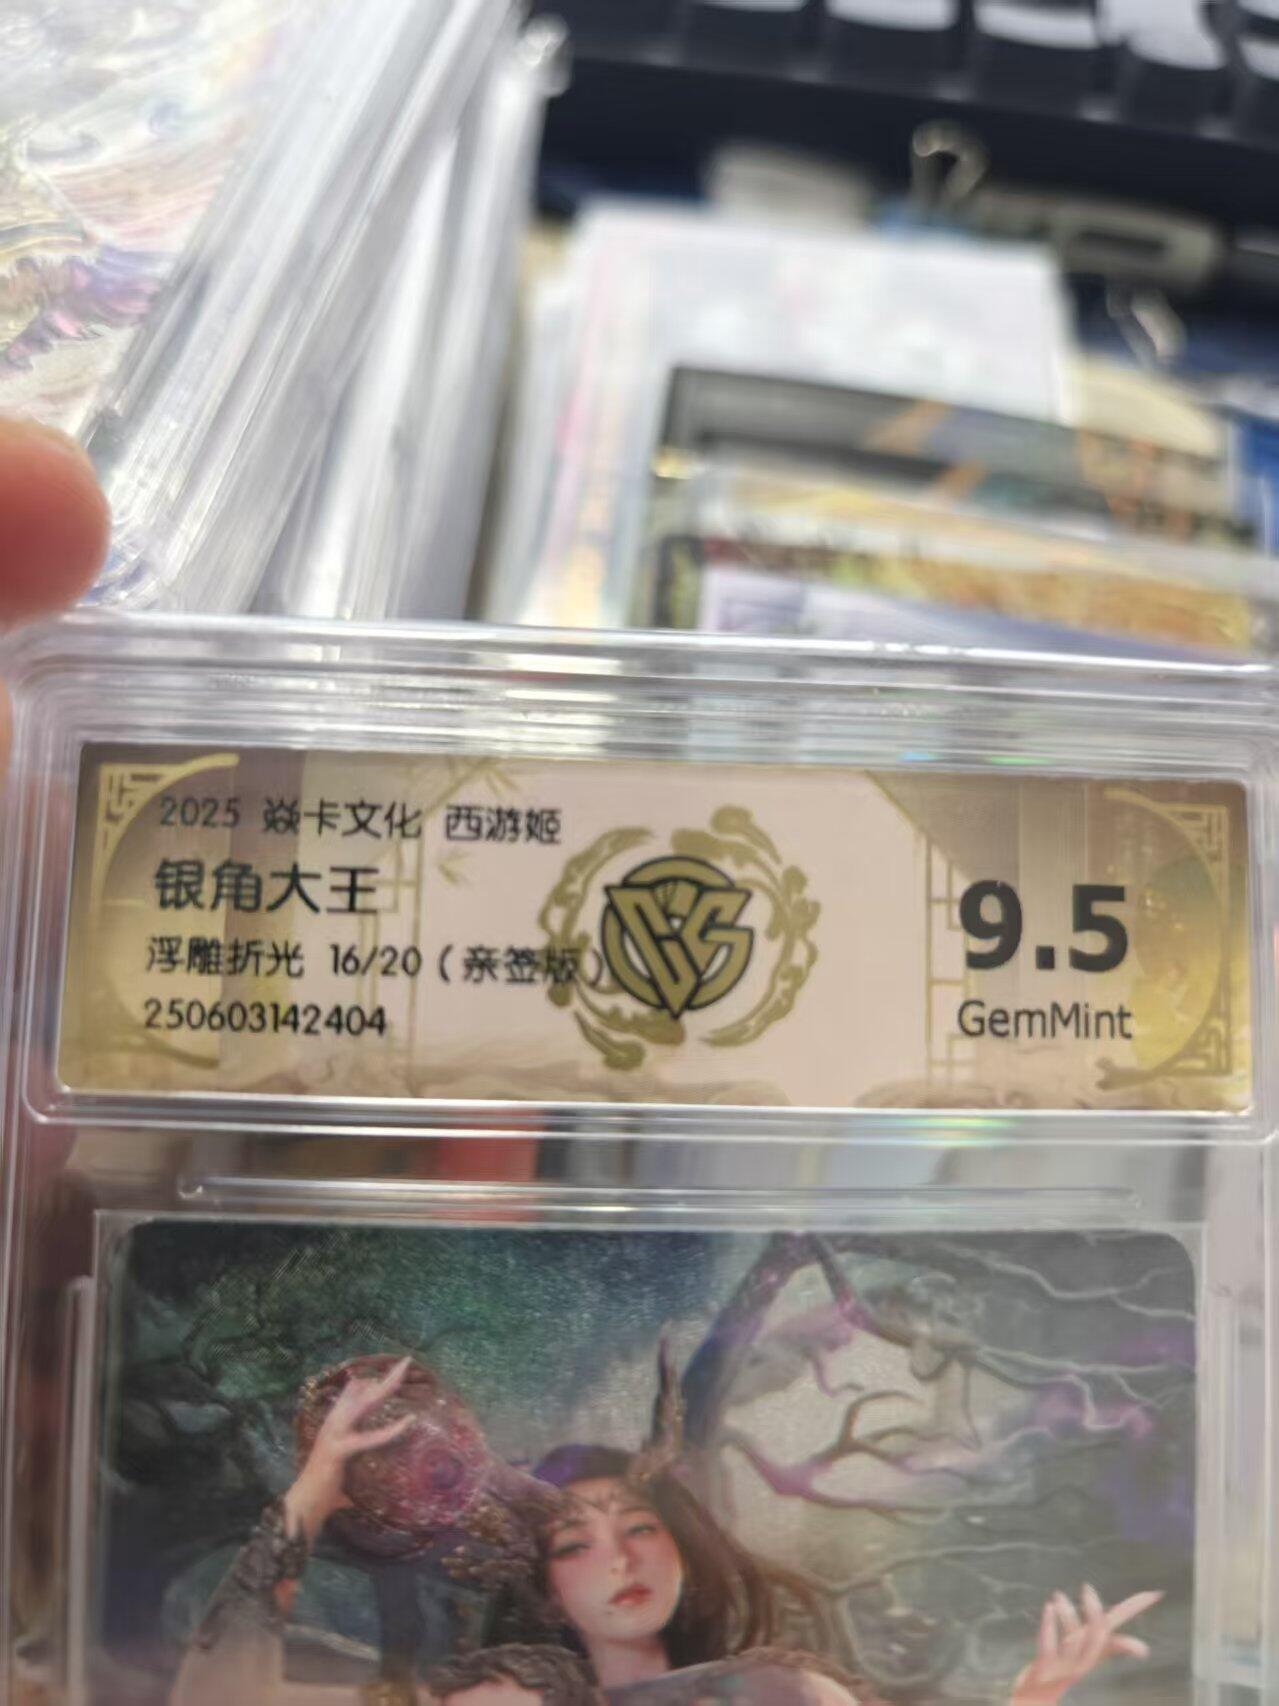 2025 焱卡文化 西游姬
银角大王
浮雕折光 16/20（亲签版）
250603142404
9.5
GemMint